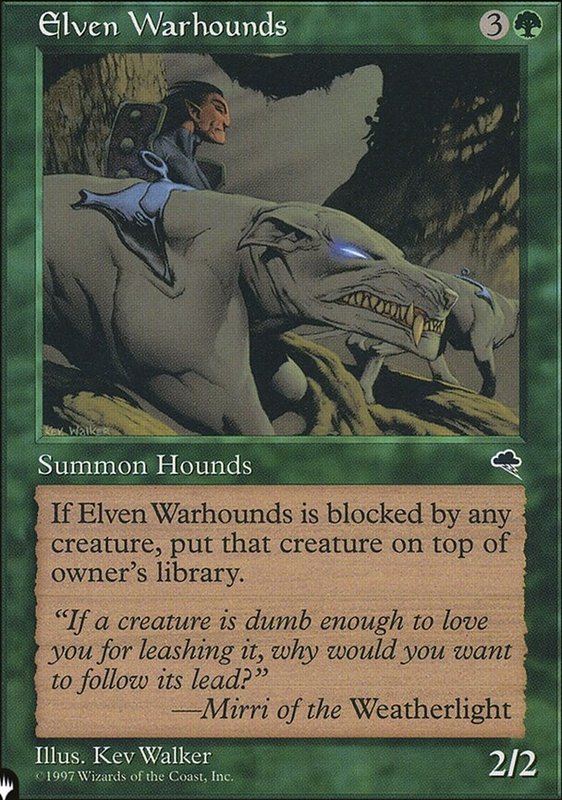 Elven Warhounds 3
Kev Walker
Summon Hounds
If Elven Warhounds is blocked by any
creature, put that creature on top of
owner's library.
“If a creature is dumb enough to love
you for leashing it, why would you want
to follow its lead?”
—Mirri of the Weatherlight
Illus. Kev Walker
©1997 Wizards of the Coast, Inc.
2/2